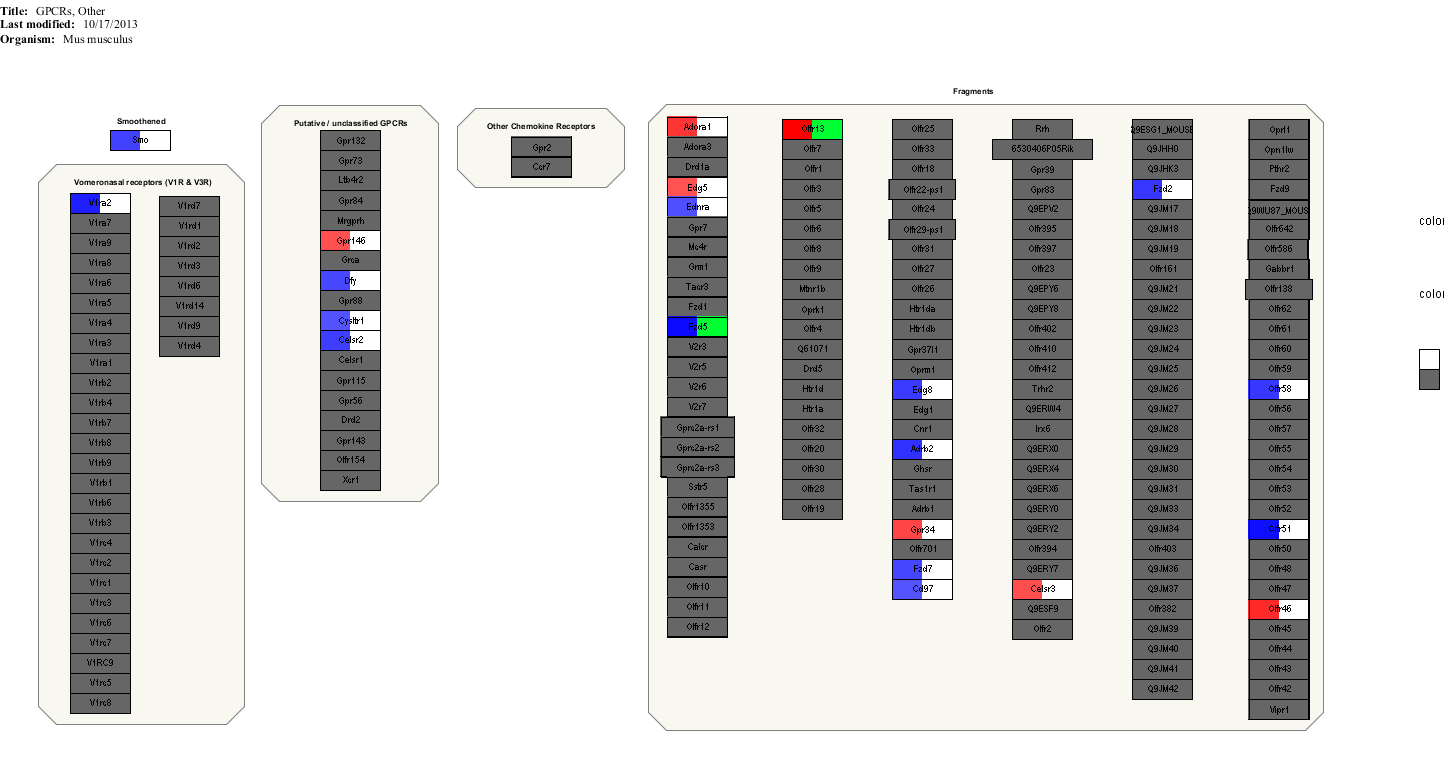 Title: GPCRs, Other
Last modified: 10/17/2013
Organism: Mus musculus
Smoothened
Smo
Vomeronasal receptors (V1R & V3R)
V1ra2
V1ra7
V1ra9
V1ra8
V1ra6
V1ra5
V1ra4
V1ra3
V1ra1
V1rb2
V1rb4
V1rb7
V1rb8
V1rb9
V1rb1
V1rb6
V1rb3
V1rc4
V1rc2
V1rc1
V1rc3
V1rc6
V1rc7
V1RC9
V1rc5
V1rc8
V1rd7
V1rd1
V1rd2
V1rd3
V1rd6
V1rd14
V1rd9
V1rd4
Putative / unclassified GPCRs
Gpr132
Gpr73
Ltb4r2
Gpr84
Mrgprh
Gpr146
Grca
Dfy
Gpr88
Cysltr1
Celsr2
Celsr1
Gpr115
Gpr56
Drd2
Gpr143
Olfr154
Xcr1
Other Chemokine Receptors
Gpr2
Ccr7
Fragments
Adora1
Adora3
Drd1a
Edg5
Ednra
Gpr7
Mc4r
Grm1
Tacr3
Fzd1
Fzd5
V2r3
V2r5
V2r6
V2r7
Gprc2a-rs1
Gprc2a-rs2
Gprc2a-rs3
Sstr5
Olfr1355
Olfr1353
Calcr
Casr
Olfr10
Olfr11
Olfr12
Olfr13
Olfr7
Olfr1
Olfr3
Olfr5
Olfr6
Olfr8
Olfr9
Mtnr1b
Oprk1
Olfr4
Q61071
Drd5
Htr1d
Htr1a
Olfr32
Olfr20
Olfr30
Olfr28
Olfr19
Olfr25
Olfr33
Olfr18
Olfr22-ps1
Olfr24
Olfr29-ps1
Olfr31
Olfr27
Olfr26
Htr1da
Htr1db
Gpr37l1
Oprm1
Edg8
Edg1
Cnr1
Adrb2
Ghsr
Tas1r1
Adrb1
Gpr34
Olfr701
Fzd7
Cd97
Rrh
6530406P05Rik
Gpr39
Gpr83
Q9EPV2
Olfr395
Olfr397
Olfr23
Q9EPY6
Q9EPY8
Olfr402
Olfr410
Olfr412
Trhr2
Q9ERW4
Irx6
Q9ERX0
Q9ERX4
Q9ERX6
Q9ERY0
Q9ERY2
Olfr394
Q9ERY7
Celsr3
Q9ESF9
Olfr2
Q9ESG1_MOUSE
Q9JHH0
Q9JHK3
Fzd2
Q9JM17
Q9JM18
Q9JM19
Olfr161
Q9JM21
Q9JM22
Q9JM23
Q9JM24
Q9JM25
Q9JM26
Q9JM27
Q9JM28
Q9JM29
Q9JM30
Q9JM31
Q9JM33
Q9JM34
Olfr403
Q9JM36
Q9JM37
Olfr382
Q9JM39
Q9JM40
Q9JM41
Q9JM42
Oprl1
Opn1lw
Pthr2
Fzd9
Q9WU87_MOUS
Olfr642
Olfr586
Gabbr1
Olfr138
Olfr62
Olfr61
Olfr60
Olfr59
Olfr58
Olfr56
Olfr57
Olfr55
Olfr54
Olfr53
Olfr52
Olfr51
Olfr50
Olfr48
Olfr47
Olfr46
Olfr45
Olfr44
Olfr43
Olfr42
Vipr1
color
color